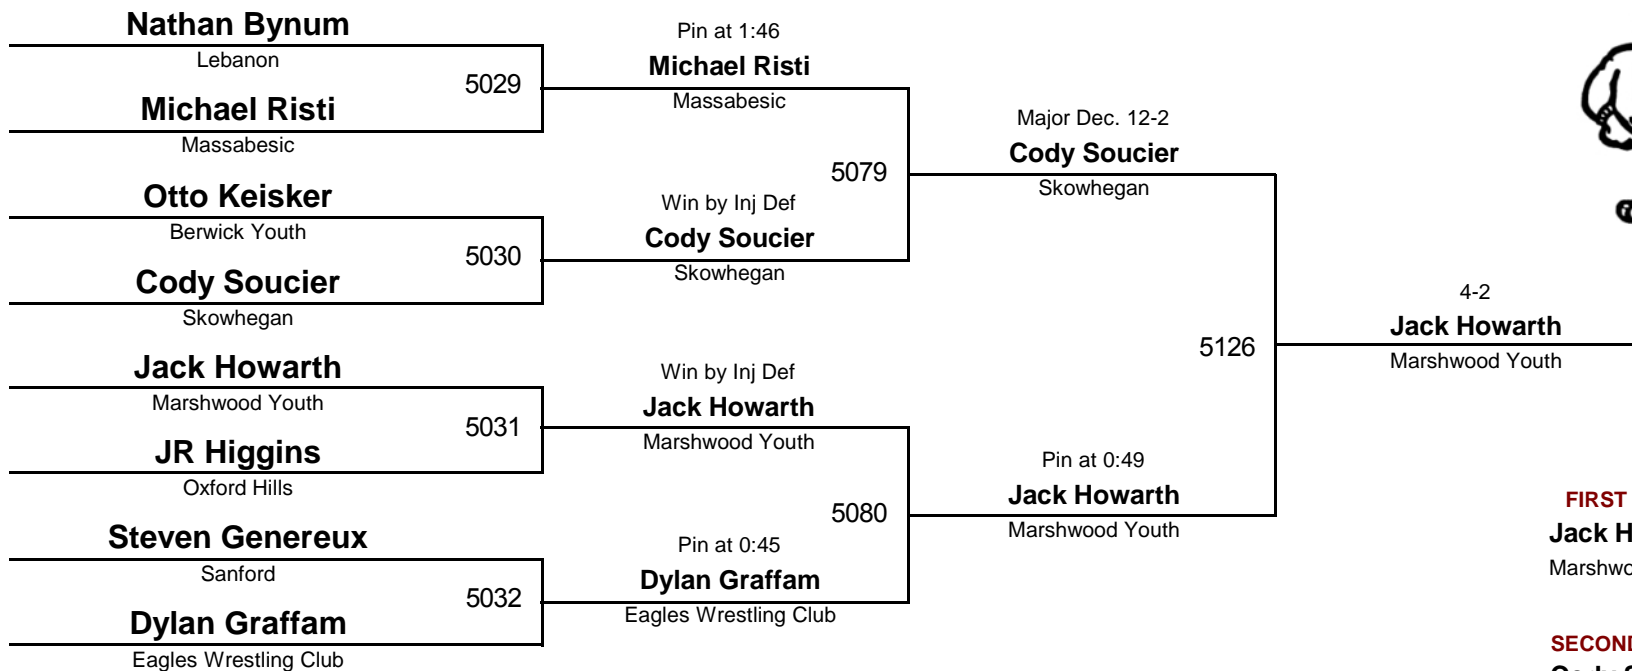 Nathan Bynum
Lebanon
5029
Michael Risti
Massabesic
Otto Keisker
Berwick Youth
5030
Cody Soucier
Skowhegan
Jack Howarth
Marshwood Youth
5031
JR Higgins
Oxford Hills
Steven Genereux
Sanford
5032
Dylan Graffam
Eagles Wrestling Club
Pin at 1:46
Michael Risti
Massabesic
5079
Win by Inj Def
Cody Soucier
Skowhegan
Win by Inj Def
Jack Howarth
Marshwood Youth
5080
Pin at 0:45
Dylan Graffam
Eagles Wrestling Club
Major Dec. 12-2
Cody Soucier
Skowhegan
5126
Pin at 0:49
Jack Howarth
Marshwood Youth
4-2
Jack Howarth
Marshwood Youth
FIRST
Jack H
Marshwo
SECOND